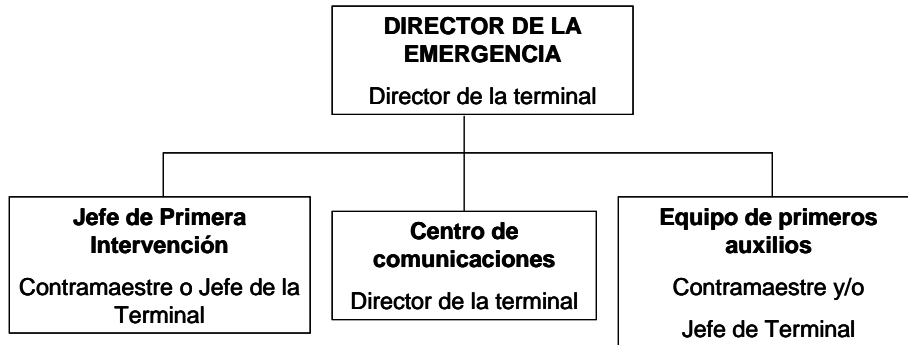 DIRECTOR DE LA
EMERGENCIA
Director de la terminal
Jefe de Primera
Intervención
Contramaestre o Jefe de la
Terminal
Centro de
comunicaciones
Director de la terminal
Equipo de primeros
auxilios
Contramaestre y/o
Jefe de Terminal